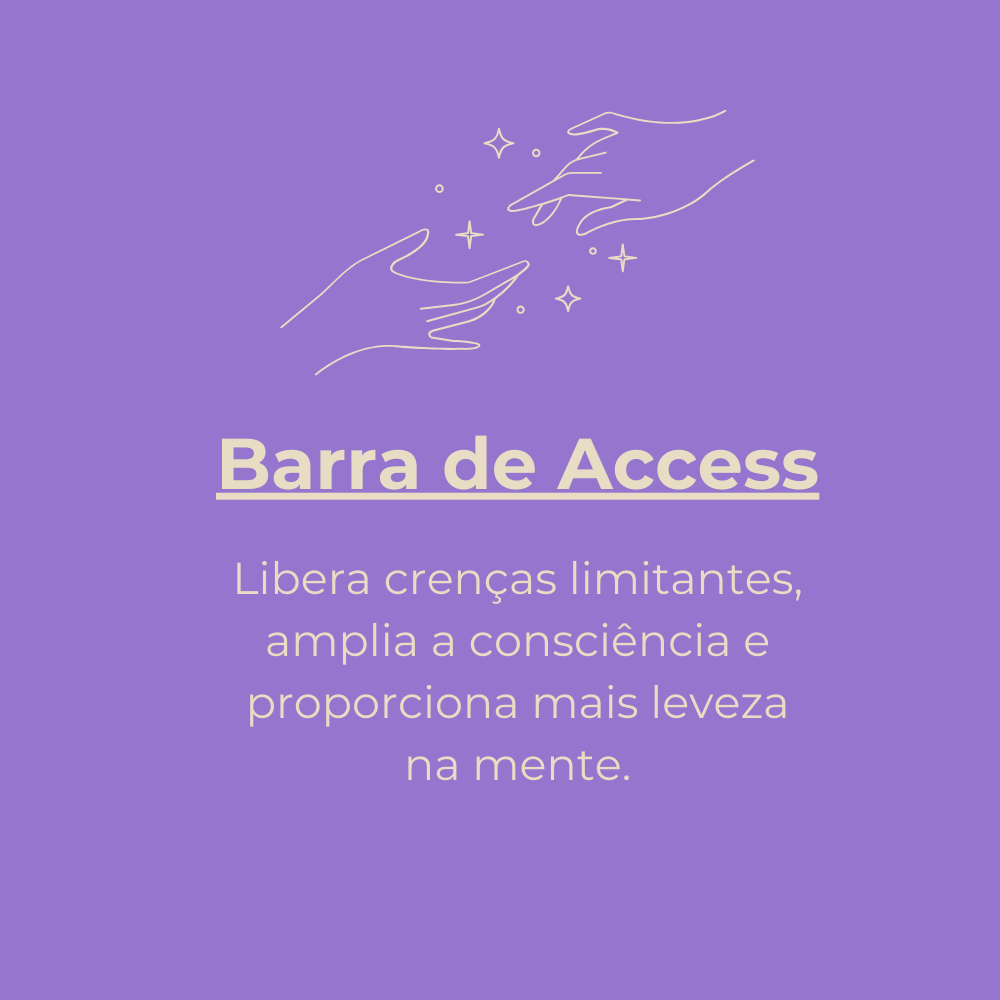 Barra de Access
Libera crenças limitantes,
amplia a consciência e
proporciona mais leveza
na mente.